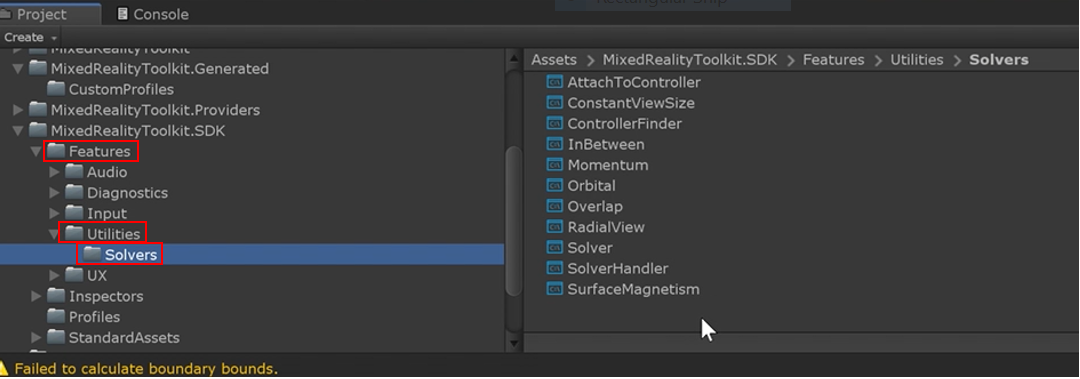 Project Console
Create
MixedRealityToolkit
MixedRealityToolkit.Generated
CustomProfiles
MixedRealityToolkit.Providers
MixedRealityToolkit.SDK
Features
Audio
Diagnostics
Input
Utilities
Solvers
UX
Inspectors
Profiles
StandardAssets
Assets > MixedRealityToolkit.SDK > Features > Utilities > Solvers
AttachToController
ConstantViewSize
ControllerFinder
InBetween
Momentum
Orbital
Overlap
RadialView
Solver
SolverHandler
SurfaceMagnetism
Failed to calculate boundary bounds.